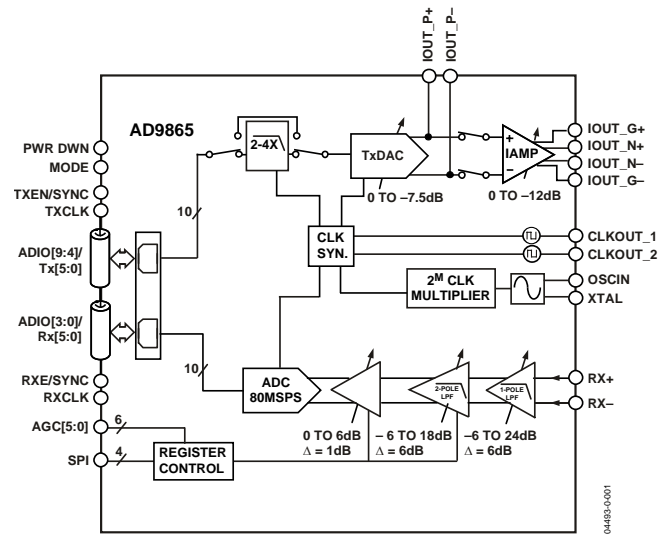 IOUT_P+
IOUT_P–
AD9865
PWR DWN
MODE
TXEN/SYNC
TXCLK
ADIO[9:4]/
Tx[5:0]
ADIO[3:0]/
Rx[5:0]
RXE/SYNC
RXCLK
AGC[5:0]
SPI
10
10
6
4
2-4X
TxDAC
0 TO –7.5dB
+
–
IAMP
0 TO –12dB
IOUT_G+
IOUT_N+
IOUT_N–
IOUT_G–
CLK
SYN.
CLKOUT_1
CLKOUT_2
2M CLK
MULTIPLIER
OSCIN
XTAL
ADC
80MSPS
2-POLE
LPF
1-POLE
LPF
RX+
RX–
0 TO 6dB
Δ = 1dB
– 6 TO 18dB
Δ = 6dB
–6 TO 24dB
Δ = 6dB
REGISTER
CONTROL
04493-0-001